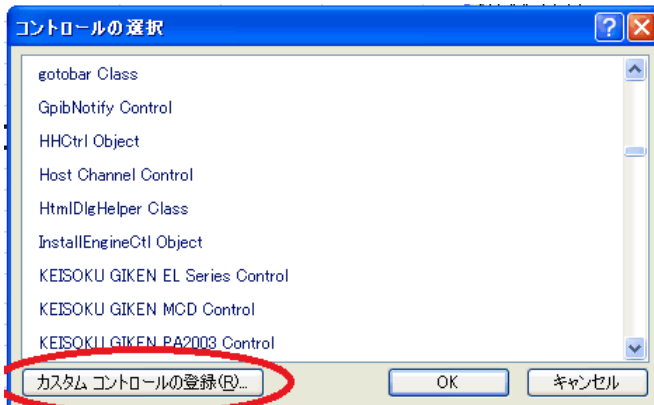 コントロールの選択
gotobar Class
GpibNotify Control
HHCtrl Object
Host Channel Control
HtmlDlgHelper Class
InstallEngineCtl Object
KEISOKU GIKEN EL Series Control
KEISOKU GIKEN MCD Control
KEISOKU GIKEN PA2003 Control
カスタム コントロールの登録(R)...
OK
キャンセル